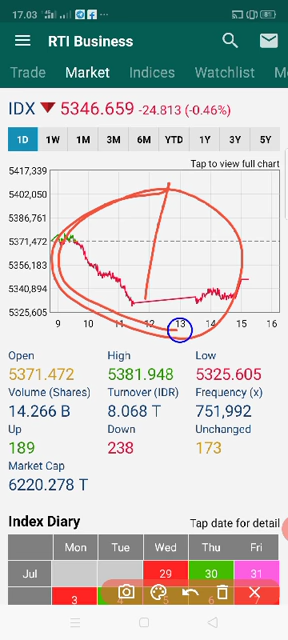 17.03
RTI Business
Trade Market Indices Watchlist M
IDX 5346.659 -24.813 (-0.46%)
1D 1W 1M 3M 6M YTD 1Y 3Y 5Y
Tap to view full chart
5417,339
5402,050
5386,761
5371,472
5356,183
5340,894
5325,605
9 10 11 12 13 14 15 16
Open High Low
5371.472 5381.948 5325.605
Volume (Shares) Turnover (IDR) Frequency (x)
14.266 B 8.068 T 751,992
Up Down Unchanged
189 238 173
Market Cap
6220.278 T
Index Diary Tap date for detail
Mon Tue Wed Thu Fri
Jul 29 30 31
3